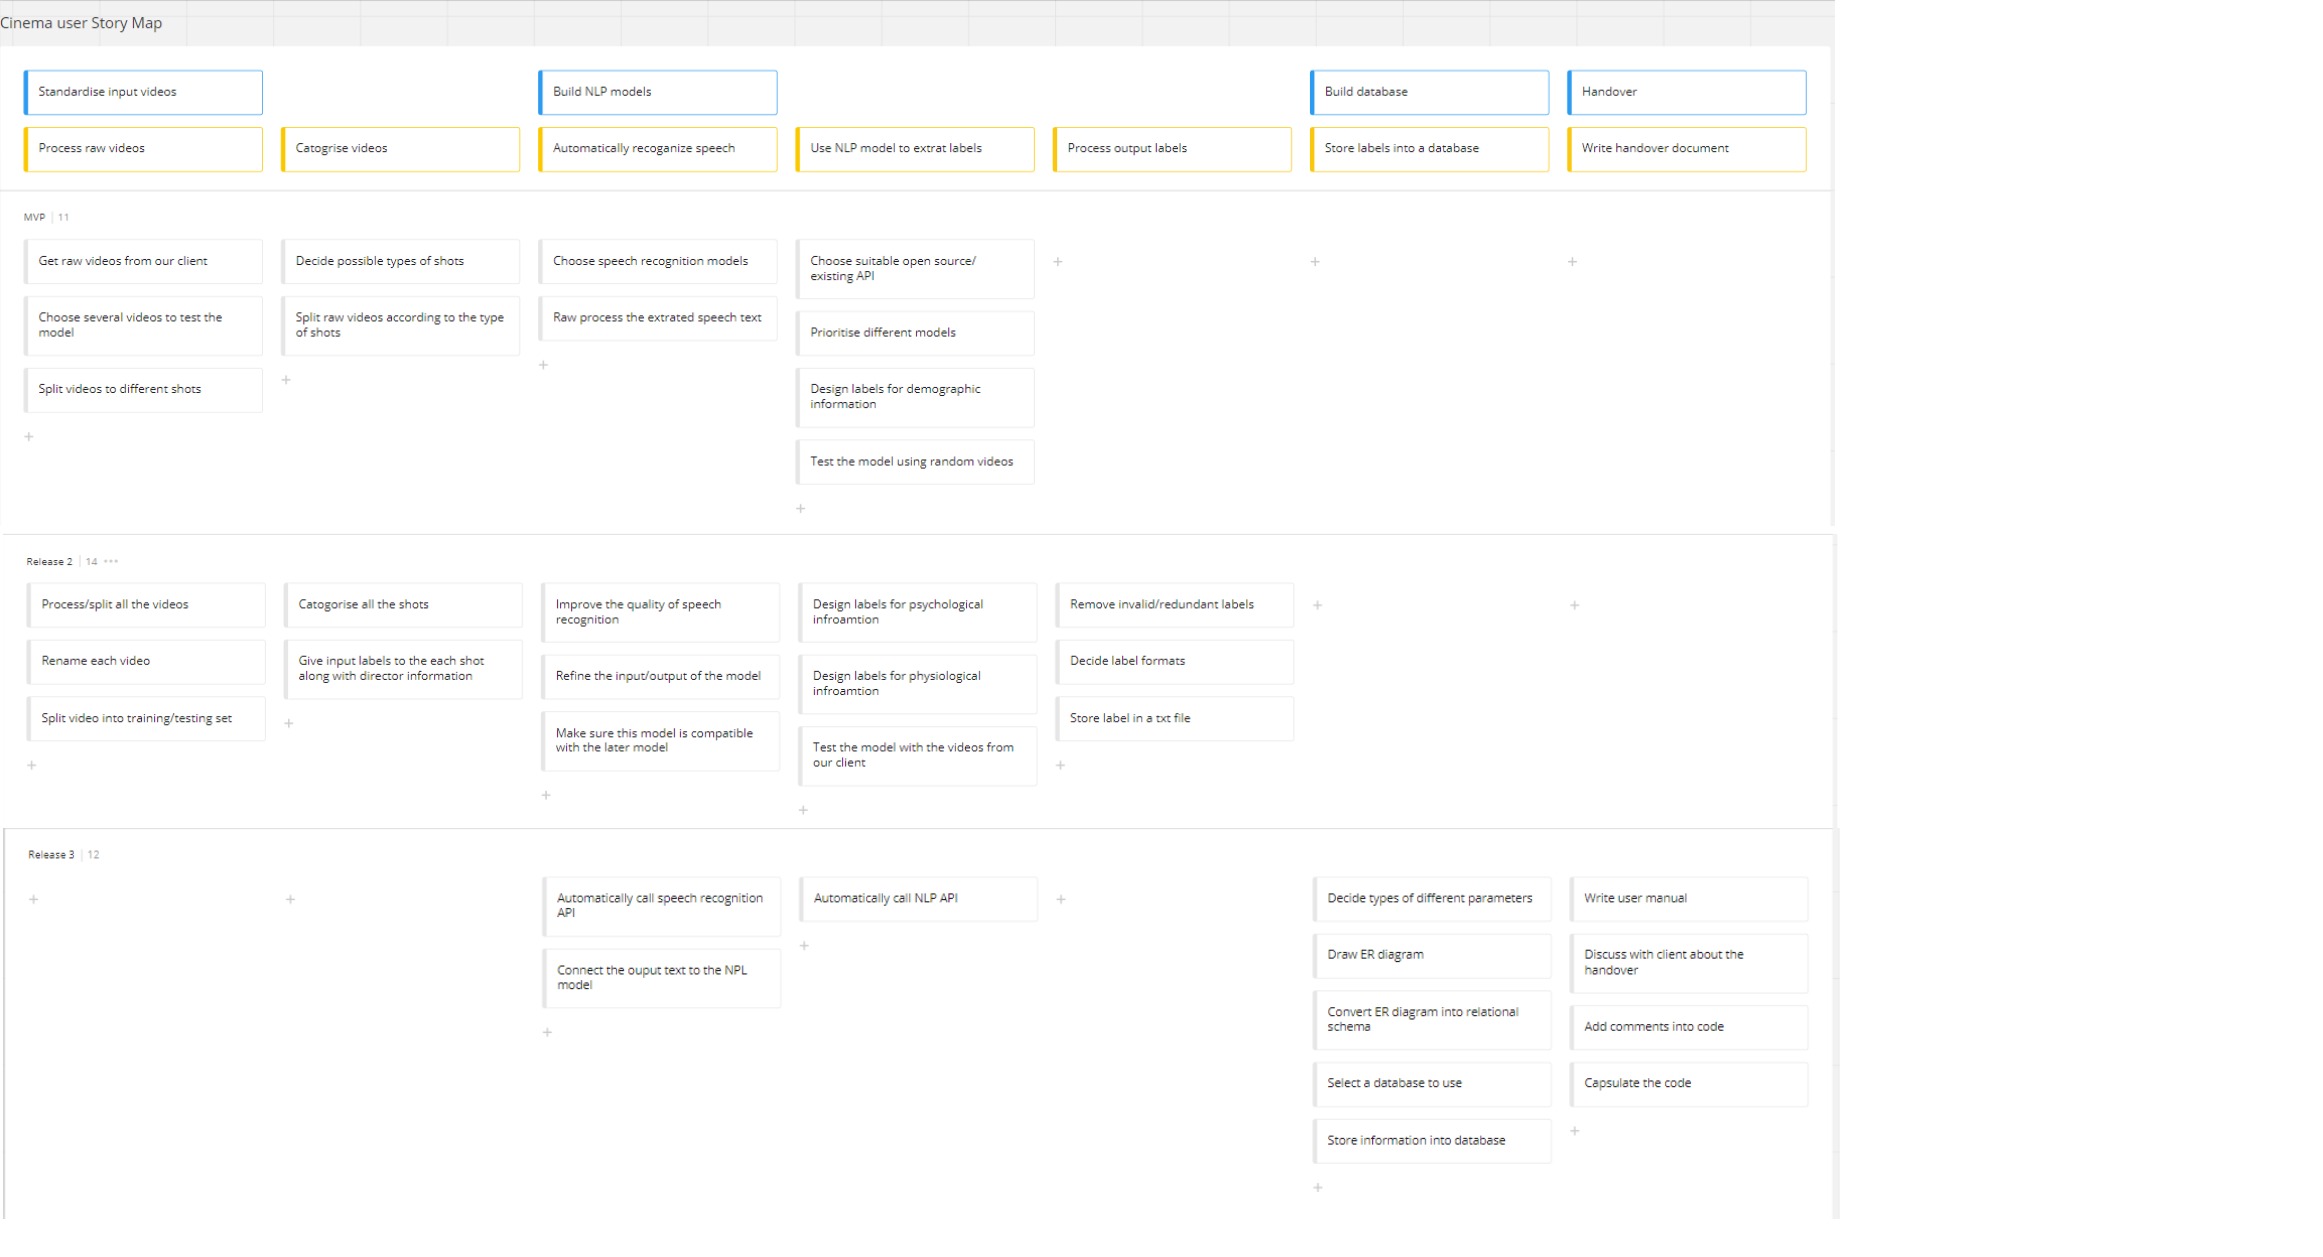 Cinema user Story Map
Standardise input videos
Build NLP models
Build database
Handover
Process raw videos
Catogrise videos
Automatically recoganize speech
Use NLP model to extrat labels
Process output labels
Store labels into a database
Write handover document
MVP | 11
Get raw videos from our client
Choose several videos to test the
model
Split videos to different shots
+
Decide possible types of shots
Split raw videos according to the type
of shots
+
Choose speech recognition models
Raw process the extrated speech text
+
Choose suitable open source/
existing API
Prioritise different models
Design labels for demographic
information
Test the model using random videos
+
+
+
+
Release 2 | 14 •••
Process/split all the videos
Rename each video
Split video into training/testing set
+
Catogorise all the shots
Give input labels to the each shot
along with director information
+
Improve the quality of speech
recognition
Refine the input/output of the model
Make sure this model is compatible
with the later model
+
Design labels for psychological
infroamtion
Design labels for physiological
infroamtion
Test the model with the videos from
our client
+
Remove invalid/redundant labels
Decide label formats
Store label in a txt file
+
+
+
Release 3 | 12
+
+
Automatically call speech recognition
API
Connect the ouput text to the NPL
model
+
Automatically call NLP API
+
+
Decide types of different parameters
Draw ER diagram
Convert ER diagram into relational
schema
Select a database to use
Store information into database
+
Write user manual
Discuss with client about the
handover
Add comments into code
Capsulate the code
+